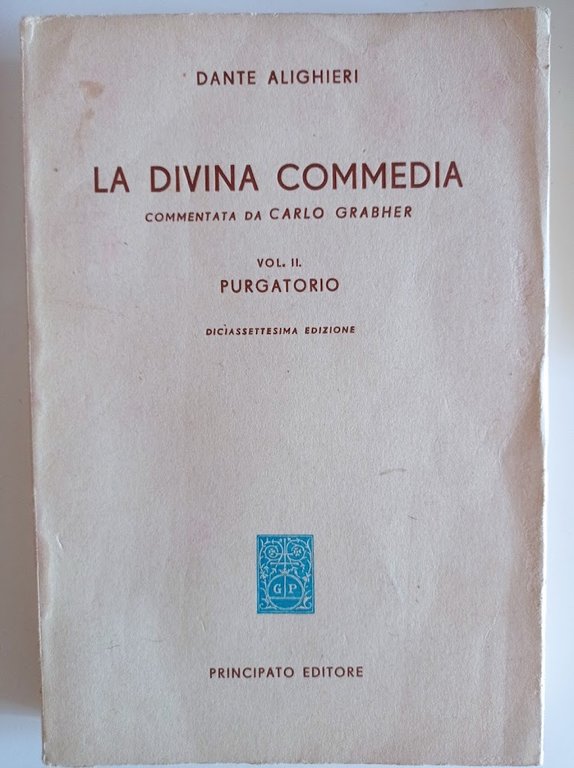 DANTE ALIGHIERI
LA DIVINA COMMEDIA
COMMENTATA DA CARLO GRABHER
VOL. II.
PURGATORIO
DICIASSETTESIMA EDIZIONE
G P
PRINCIPATO EDITORE